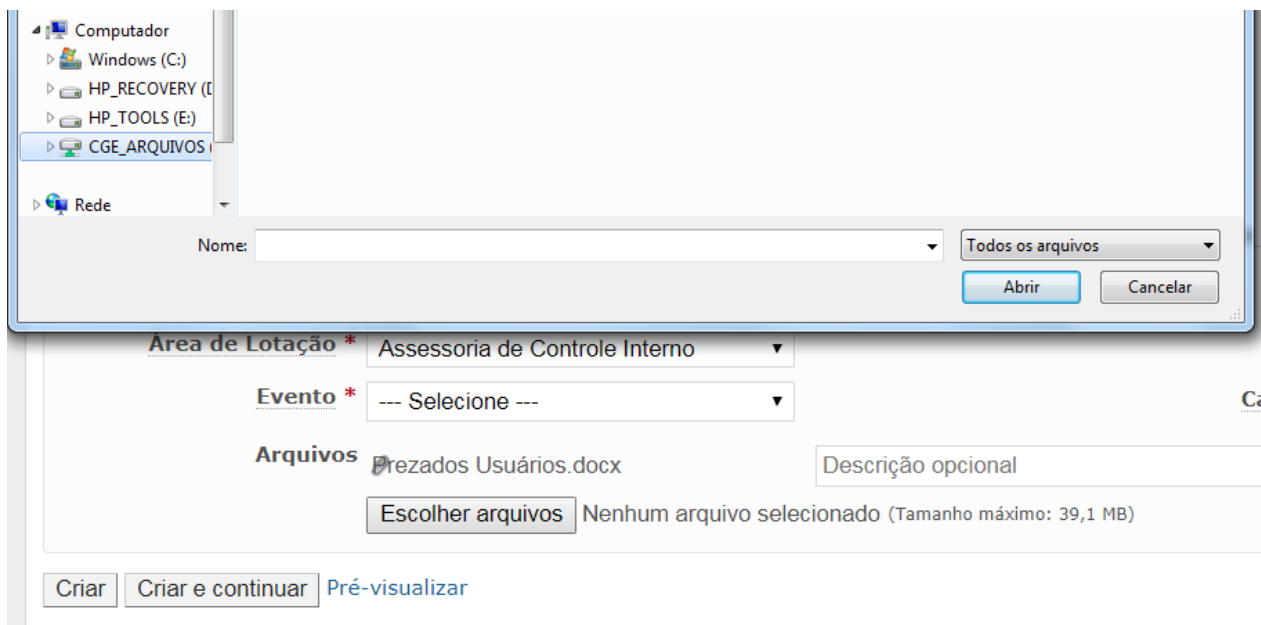 Computador
Windows (C:)
HP_RECOVERY (D
HP_TOOLS (E:)
CGE_ARQUIVOS (
Rede
Nome:
Todos os arquivos
Abrir Cancelar
Área de Lotação * Assessoria de Controle Interno
Evento * --- Selecione --- Ca
Arquivos Prezados Usuários.docx Descrição opcional
Escolher arquivos Nenhum arquivo selecionado (Tamanho máximo: 39,1 MB)
Criar Criar e continuar Pré-visualizar